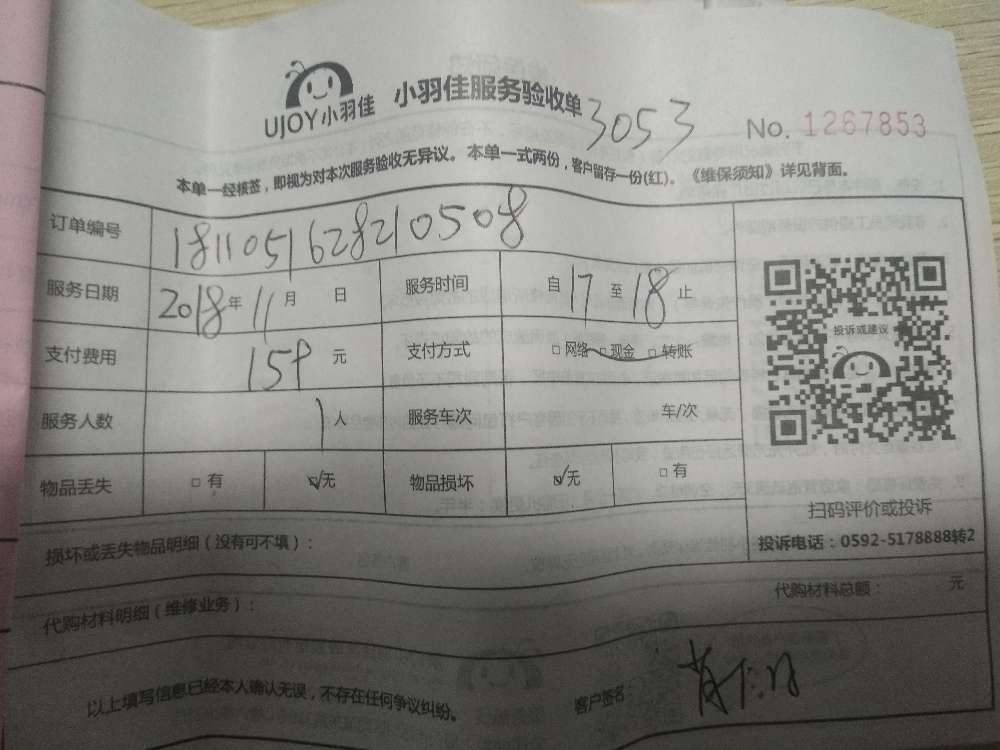 UJOY小羽佳 小羽佳服务验收单 3053 No. 1267853
本单一经核签，即视为对本次服务验收无异议。本单一式两份，客户留存一份(红)。《维保须知》详见背面。
订单编号 1811051628210508
服务日期 2018年 11月 日 服务时间 自 17 至 18 止
支付费用 159 元 支付方式 □网络 □现金 □转账
投诉或建议
服务人数 1 人 服务车次 车/次
物品丢失 □有 ☑无 物品损坏 ☑无 □有
扫码评价或投诉
损坏或丢失物品明细（没有可不填）：
投诉电话：0592-5178888转2
代购材料明细（维修业务）： 代购材料总额： 元
以上填写信息已经本人确认无误，不存在任何争议纠纷。 客户签名：